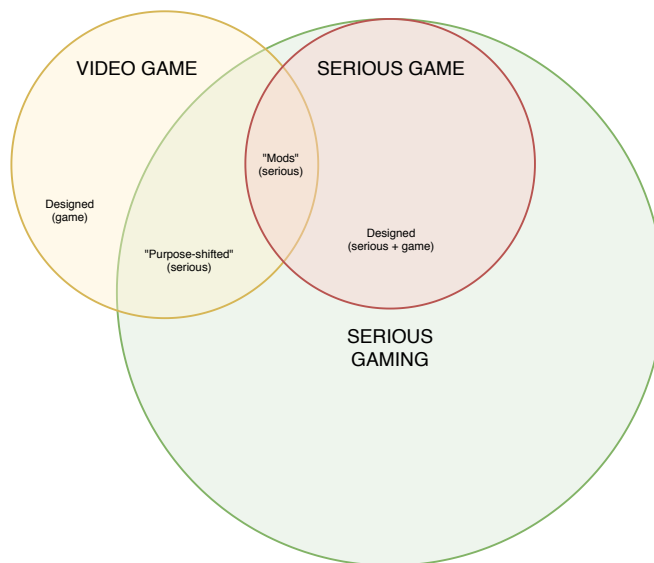 VIDEO GAME
SERIOUS GAME
"Mods"
(serious)
Designed
(game)
Designed
(serious + game)
"Purpose-shifted"
(serious)
SERIOUS
GAMING